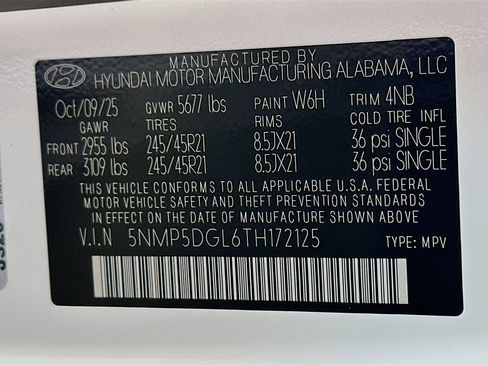 MANUFACTURED BY
HYUNDAI MOTOR MANUFACTURING ALABAMA, LLC
Oct/09/25 GVWR 5677 lbs PAINT W6H TRIM 4NB
GAWR TIRES RIMS COLD TIRE INFL
FRONT 2955 lbs 245/45R21 8.5JX21 36 psi SINGLE
REAR 3109 lbs 245/45R21 8.5JX21 36 psi SINGLE
THIS VEHICLE CONFORMS TO ALL APPLICABLE U.S.A. FEDERAL
MOTOR VEHICLE SAFETY, BUMPER, AND THEFT PREVENTION STANDARDS
IN EFFECT ON THE DATE OF MANUFACTURE SHOWN ABOVE.
V.I.N 5NMP5DGL6TH172125 TYPE: MPV